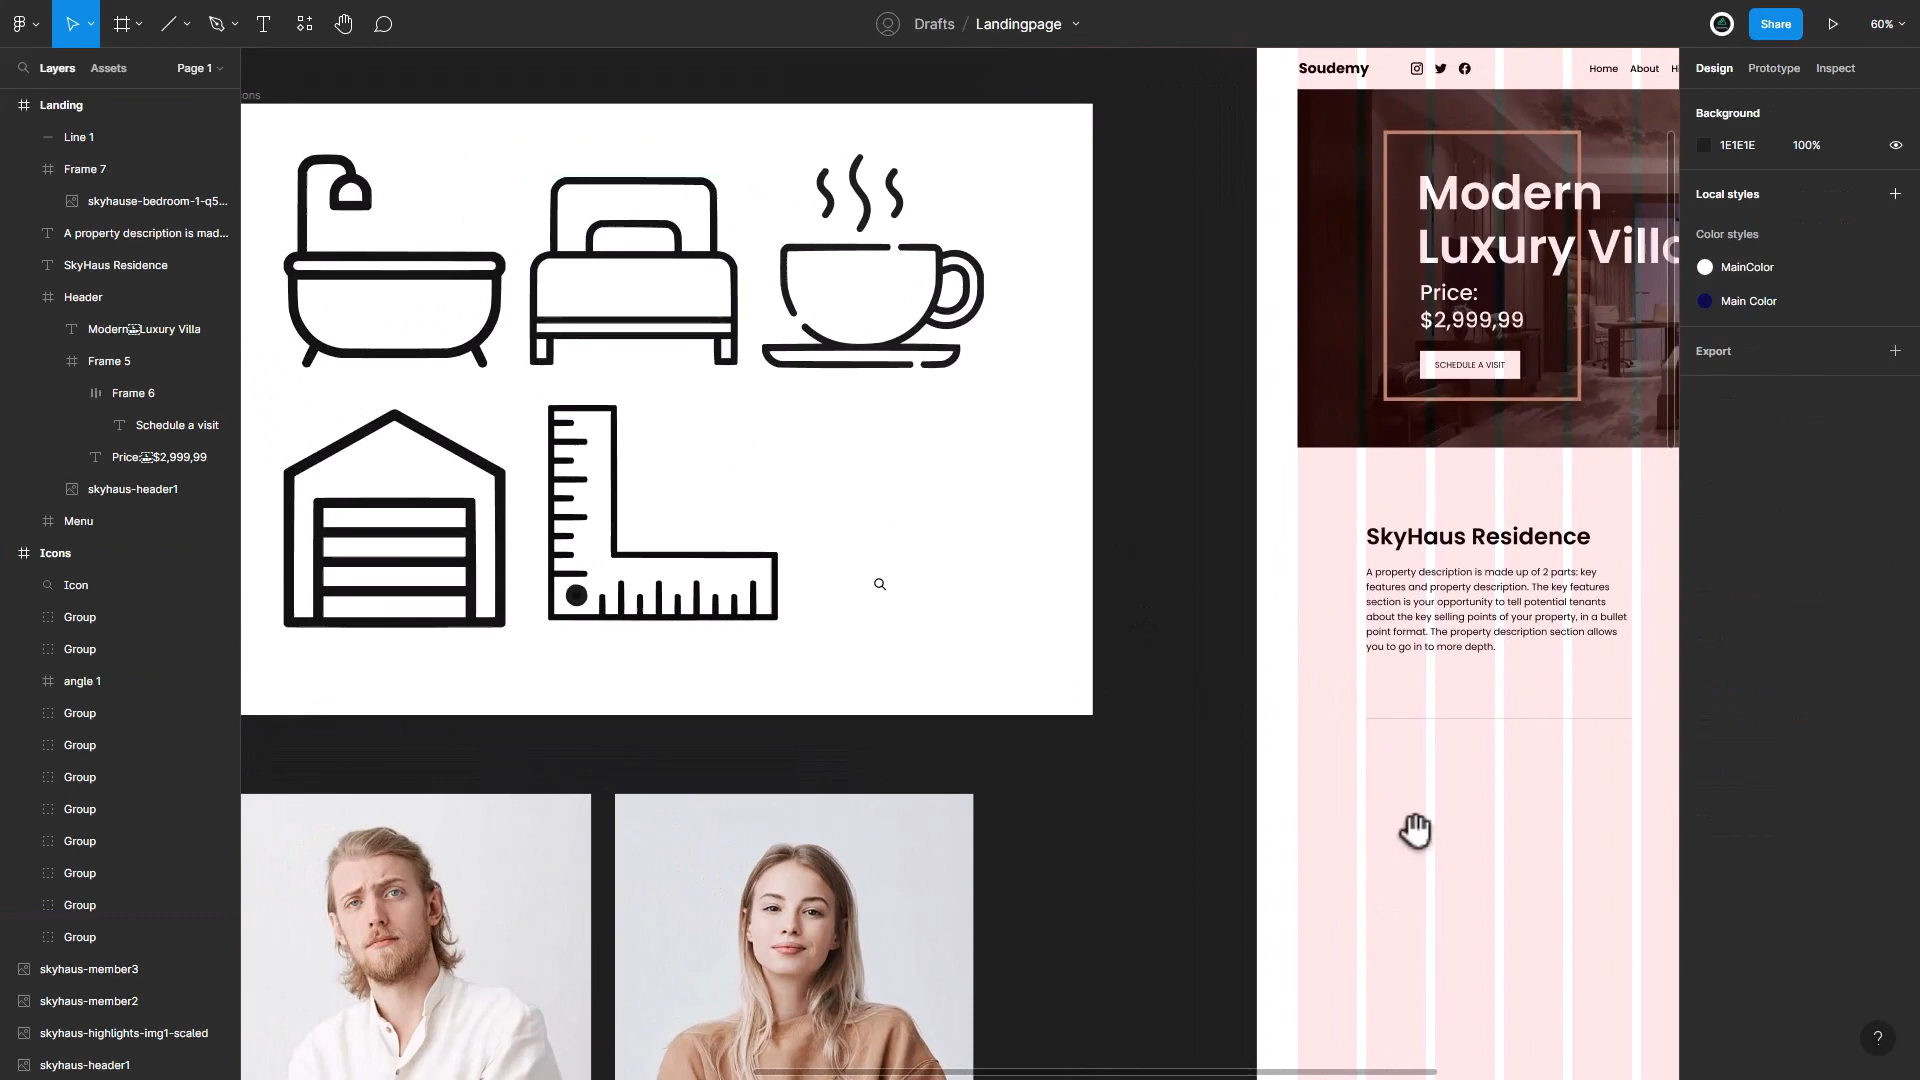 Drafts / Landingpage
Share
60%
Layers
Assets
Page 1
Landing
Line 1
Frame 7
skyhause-bedroom-1-q5...
A property description is mad...
SkyHaus Residence
Header
Modern Luxury Villa
Frame 5
Frame 6
Schedule a visit
Price: $2,999,99
skyhaus-header1
Menu
Icons
Icon
Group
Group
angle 1
Group
Group
Group
Group
Group
Group
Group
Group
skyhaus-member3
skyhaus-member2
skyhaus-highlights-img1-scaled
skyhaus-header1
ons
Soudemy
Home About H
Modern
Luxury Villa
Price:
$2,999,99
SCHEDULE A VISIT
SkyHaus Residence
A property description is made up of 2 parts: key
features and property description. The key features
section is your opportunity to tell potential tenants
about the key selling points of your property, in a bullet
point format. The property description section allows
you to go in to more depth.
Design
Prototype
Inspect
Background
1E1E1E 100%
Local styles
Color styles
MainColor
Main Color
Export
?